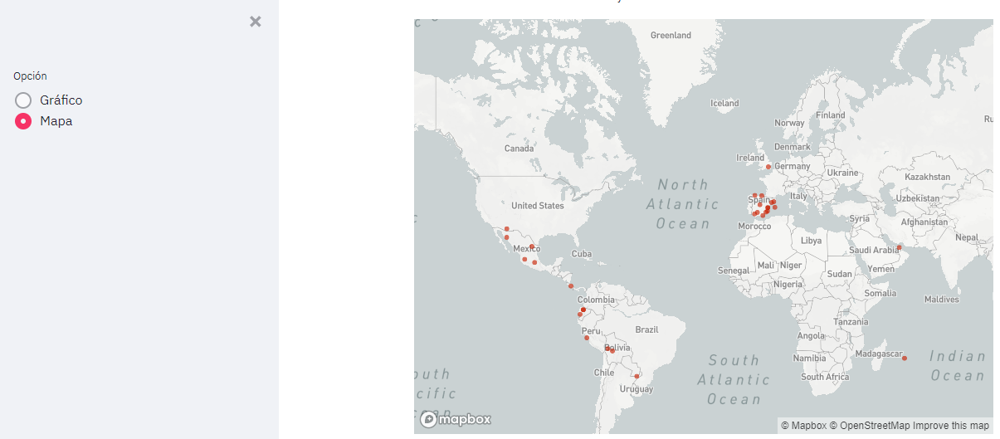 Opción
Gráfico
Mapa
Greenland
Iceland
Finland
Norway
Canada
Denmark
Ireland
Germany
Ukraine
Kazakhstan
North
Atlantic
Ocean
United States
Spain
Italy
Uzbekistan
Morocco
Syria
Afghanistan
Libya
Nepal
Mexico
Cuba
Saudi Arabia
Senegal
Mali
Niger
Sudan
Yemen
Nigeria
Somalia
Maldives
Colombia
Tanzania
Peru
Brazil
Angola
Bolivia
Madagascar
Namibia
Indian
Ocean
South
Atlantic
Ocean
Chile
South Africa
Uruguay
outh
cific
cean
mapbox
© Mapbox © OpenStreetMap Improve this map